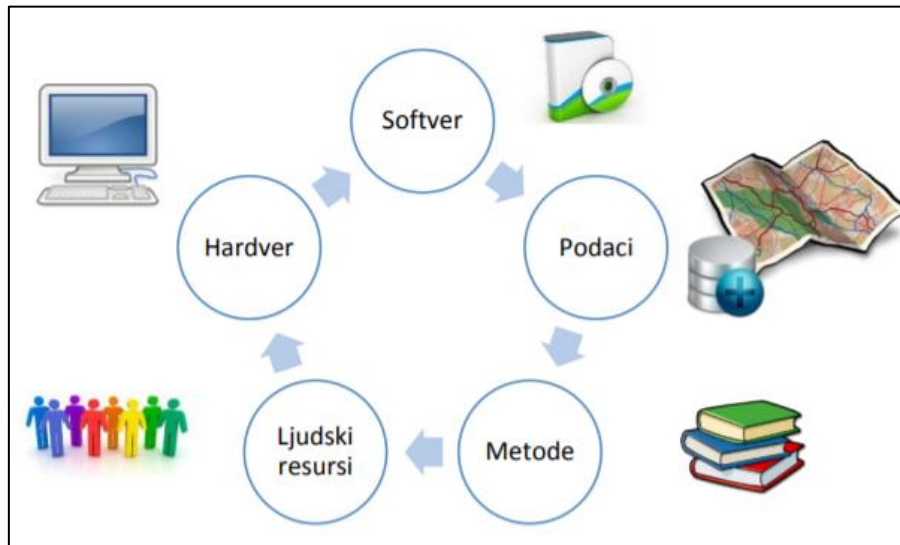 Softver
Hardver
Podaci
Ljudski
resursi
Metode